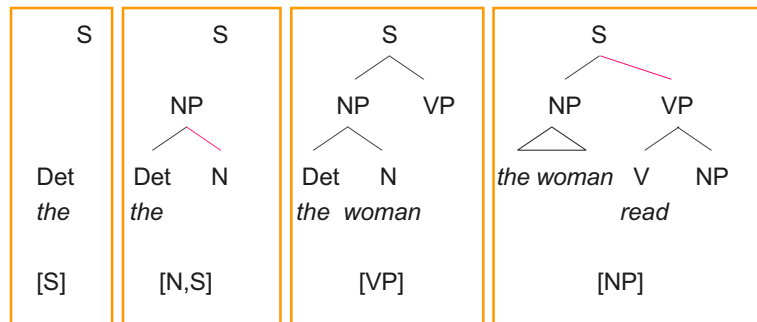 S
Det
the
[S]
S
NP
Det N
the
[N,S]
S
NP VP
Det N
the woman
[VP]
S
NP VP
the woman V NP
read
[NP]